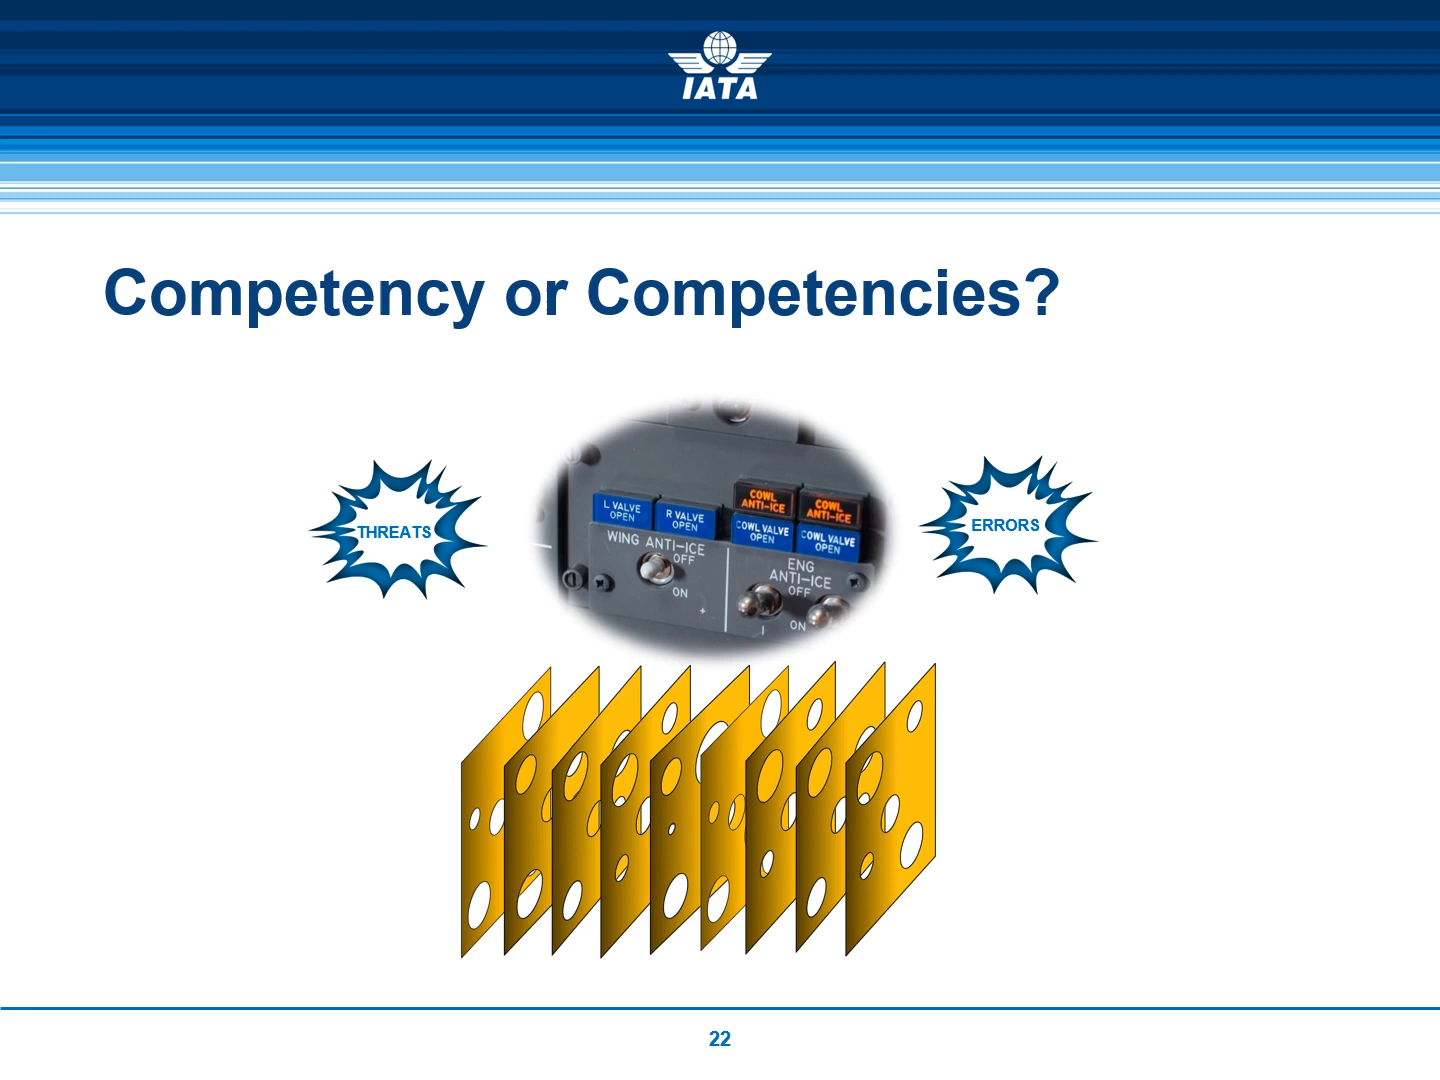 IATA
Competency or Competencies?
THREATS
ERRORS
L VALVE
OPEN
R VALVE
OPEN
COWL
ANTI-ICE
COWL
ANTI-ICE
COWL VALVE
OPEN
COWL VALVE
OPEN
WING ANTI-ICE
OFF
ON
+
ENG
ANTI-ICE
OFF
ON
22